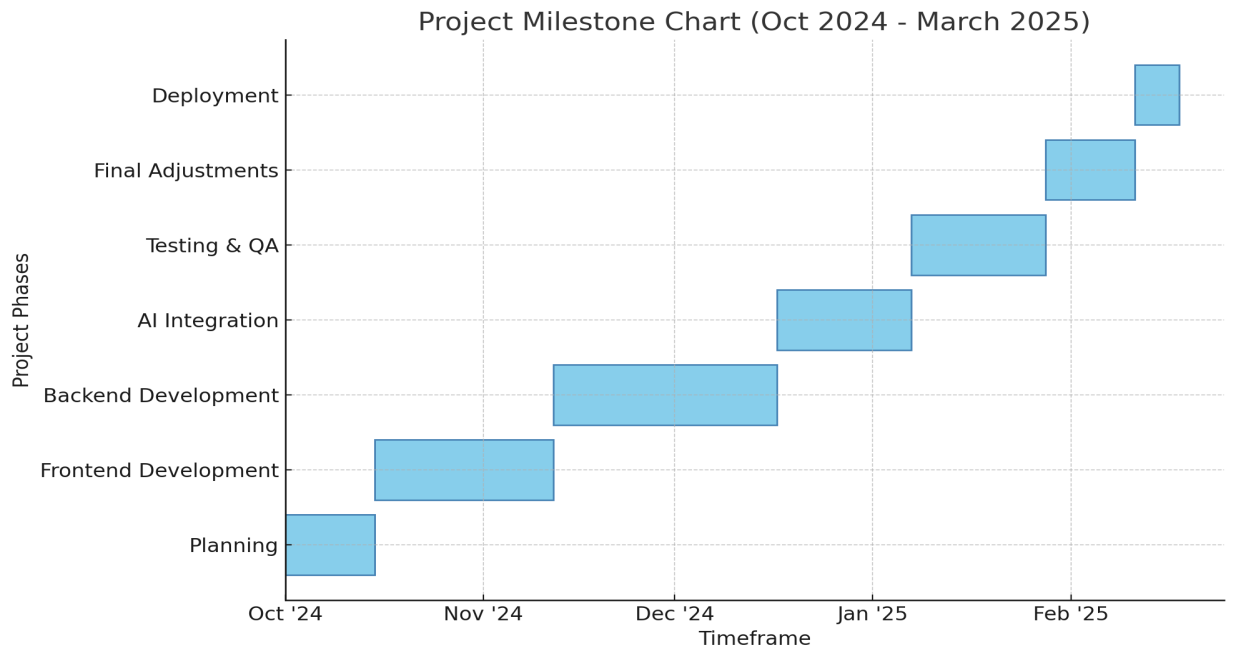 Project Milestone Chart (Oct 2024 - March 2025)
Deployment
Final Adjustments
Testing & QA
AI Integration
Backend Development
Frontend Development
Planning
Project Phases
Oct '24 Nov '24 Dec '24 Jan '25 Feb '25
Timeframe